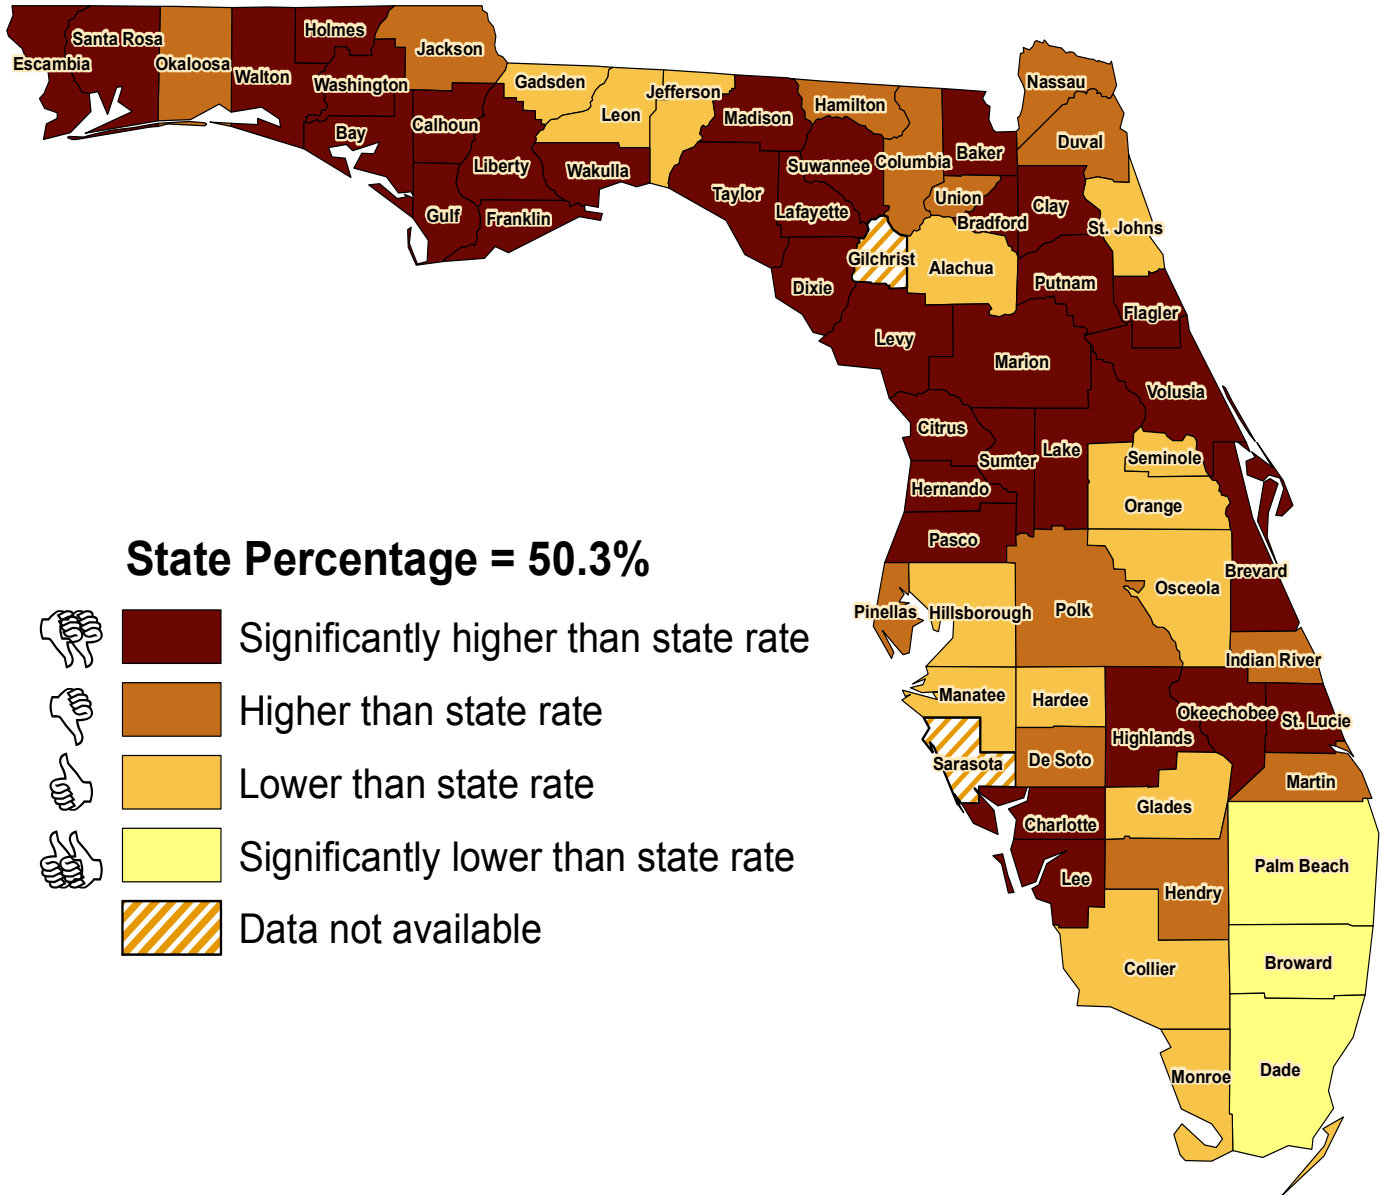 Holmes
Santa Rosa
Jackson
Escambia
Okaloosa
Walton
Washington
Gadsden
Jefferson
Nassau
Leon
Madison
Hamilton
Calhoun
Bay
Duval
Liberty
Wakulla
Suwannee
Columbia
Baker
Taylor
Union
Clay
Lafayette
Gulf
Franklin
Bradford
St. Johns
Gilchrist
Alachua
Dixie
Putnam
Flagler
Levy
Marion
Volusia
Citrus
Sumter
Lake
Seminole
Hernando
Orange
Pasco
State Percentage = 50.3%
Brevard
Osceola
Pinellas
Hillsborough
Polk
Significantly higher than state rate
Indian River
Manatee
Hardee
Higher than state rate
Okeechobee
St. Lucie
Highlands
Sarasota
De Soto
Lower than state rate
Martin
Glades
Charlotte
Significantly lower than state rate
Palm Beach
Lee
Hendry
Data not available
Collier
Broward
Monroe
Dade